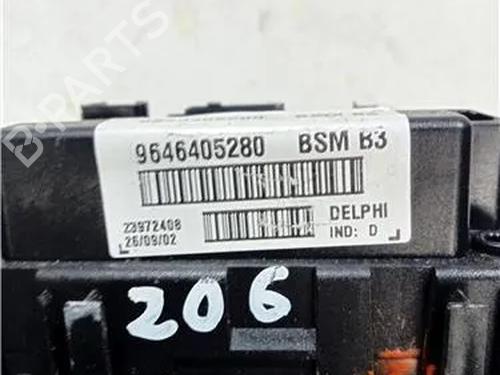 B-PARTS
9646405280 BSM B3
23972408
26/09/02
DELPHI
IND: D
206